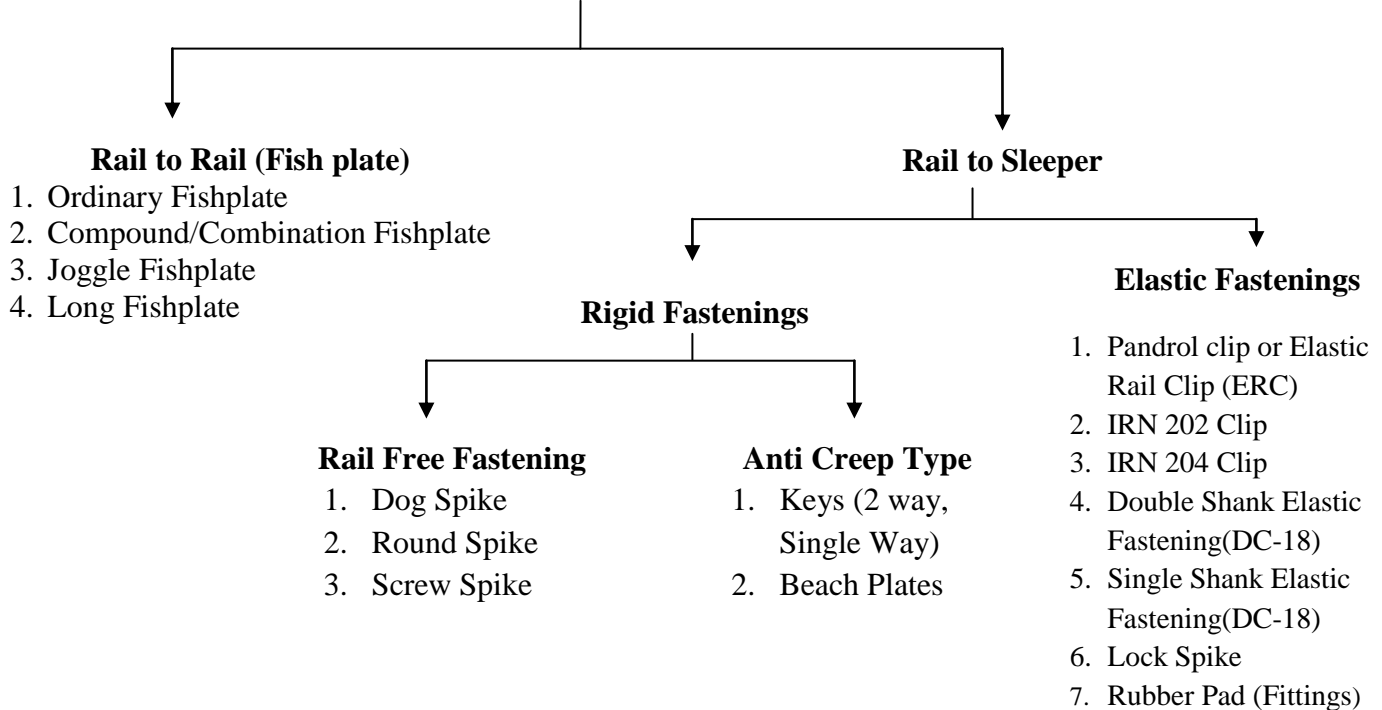 Rail to Rail (Fish plate)
1. Ordinary Fishplate
2. Compound/Combination Fishplate
3. Joggle Fishplate
4. Long Fishplate
Rail to Sleeper
Rigid Fastenings
Rail Free Fastening
1. Dog Spike
2. Round Spike
3. Screw Spike
Anti Creep Type
1. Keys (2 way,
Single Way)
2. Beach Plates
Elastic Fastenings
1. Pandrol clip or Elastic
Rail Clip (ERC)
2. IRN 202 Clip
3. IRN 204 Clip
4. Double Shank Elastic
Fastening(DC-18)
5. Single Shank Elastic
Fastening(DC-18)
6. Lock Spike
7. Rubber Pad (Fittings)